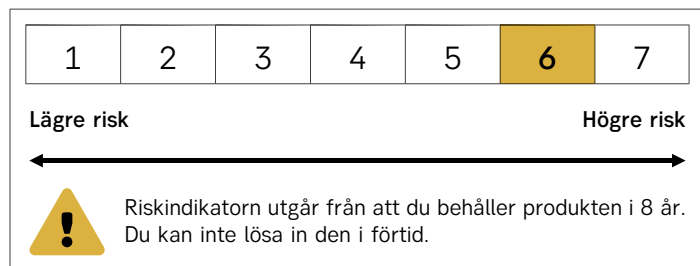 1 2 3 4 5 6 7
Lägre risk Högre risk
Riskindikatorn utgår från att du behåller produkten i 8 år.
Du kan inte lösa in den i förtid.